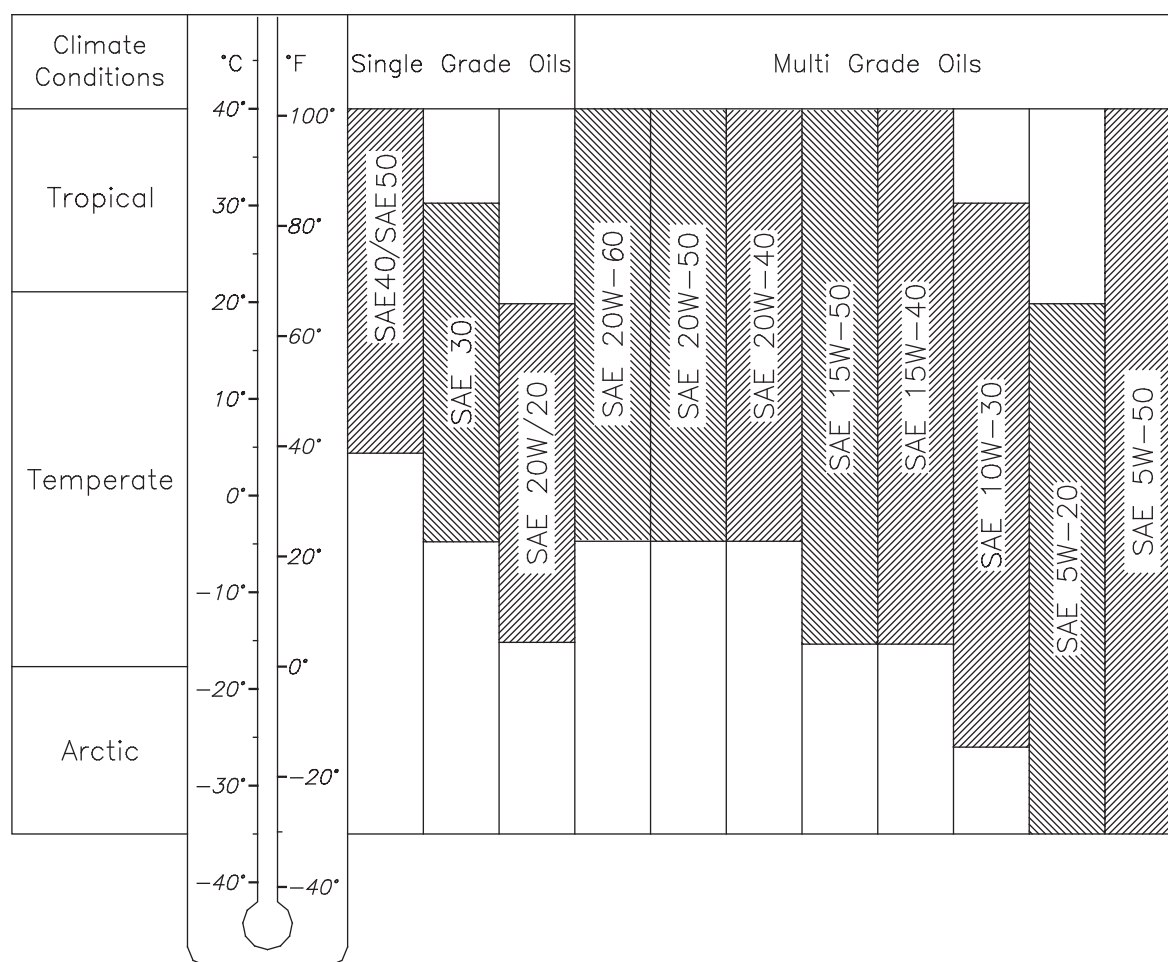 Climate
Conditions
°C
°F
Single Grade Oils
Multi Grade Oils
Tropical
Temperate
Arctic
40°
30°
20°
10°
0°
-10°
-20°
-30°
-40°
100°
80°
60°
40°
20°
0°
-20°
-40°
SAE40/SAE50
SAE 30
SAE 20W/20
SAE 20W-60
SAE 20W-50
SAE 20W-40
SAE 15W-50
SAE 15W-40
SAE 10W-30
SAE 5W-20
SAE 5W-50